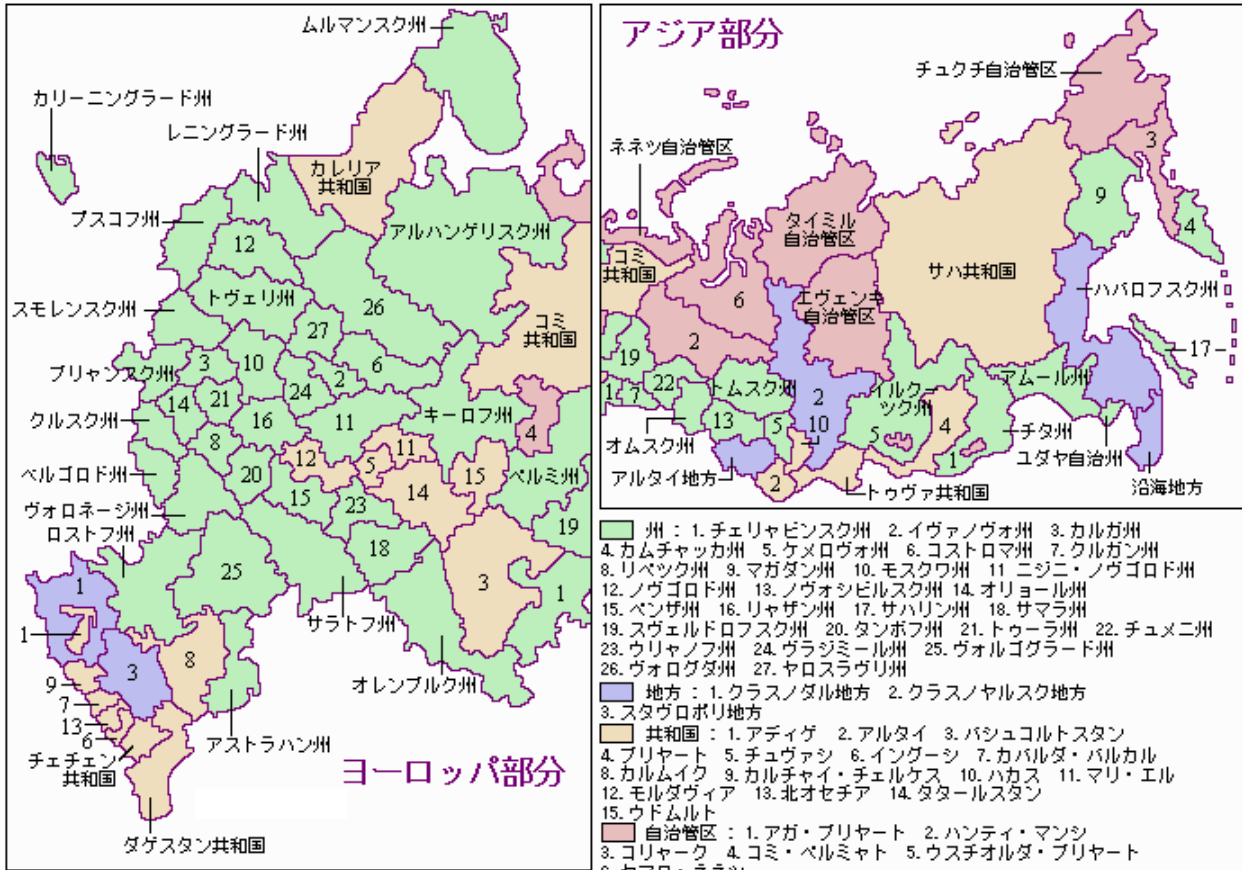 ムルマンスク州
カリーニングラード州
レニングラード州
カレリア
共和国
プスコフ州
アルハンゲリスク州
12
トヴェリ州
26
スモレンスク州
27
コミ
共和国
3
10
6
ブリャンスク州
2
24
14
21
クルスク州
16
11
キーロフ州
4
8
12
11
5
15
ペルミ州
ベルゴロド州
20
14
15
23
19
ヴォロネージ州
ロストフ州
18
25
3
1
1
1
サラトフ州
8
3
9
オレンブルク州
7
13
6
アストラハン州
チェチェン
共和国
ヨーロッパ部分
ダゲスタン共和国
アジア部分
チュクチ自治管区
ネネツ自治管区
3
9
4
タイミル
自治管区
コミ
共和国
サハ共和国
6
エヴェンキ
自治管区
ハバロフスク州
2
19
17
1
7
22
トムスク州
2
イルクーツク州
アムール州
13
5
10
5
4
オムスク州
チタ州
1
アルタイ地方
ユダヤ自治州
2
トゥヴァ共和国
沿海地方
州 : 1.チェリャビンスク州 2.イヴァノヴォ州 3.カルガ州
4.カムチャッカ州 5.ケメロヴォ州 6.コストロマ州 7.クルガン州
8.リペツク州 9.マガダン州 10.モスクワ州 11 ニジニ・ノヴゴロド州
12.ノヴゴロド州 13.ノヴォシビルスク州 14.オリョール州
15.ペンザ州 16.リャザン州 17.サハリン州 18.サマラ州
19.スヴェルドロフスク州 20.タンボフ州 21.トゥーラ州 22.チュメニ州
23.ウリャノフ州 24.ヴラジミール州 25.ヴォルゴグラード州
26.ヴォログダ州 27.ヤロスラヴリ州
地方 : 1.クラスノダル地方 2.クラスノヤルスク地方
3.スタヴロポリ地方
共和国 : 1.アディゲ 2.アルタイ 3.バシュコルトスタン
4.ブリヤート 5.チュヴァシ 6.イングーシ 7.カバルダ・バルカル
8.カルムイク 9.カルチャイ・チェルケス 10.ハカス 11.マリ・エル
12.モルダヴィア 13.北オセチア 14.タタールスタン
15.ウドムルト
自治管区 : 1.アガ・ブリヤート 2.ハンティ・マンシ
3.コリャーク 4.コミ・ペルミャト 5.ウスチオルダ・ブリヤート